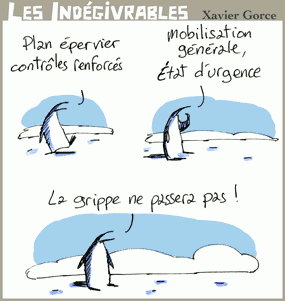 LES INDÉGIVRABLES Xavier Gorce
Plan épervier
contrôles renforcés
mobilisation
générale,
État d'urgence
La grippe ne passera pas !